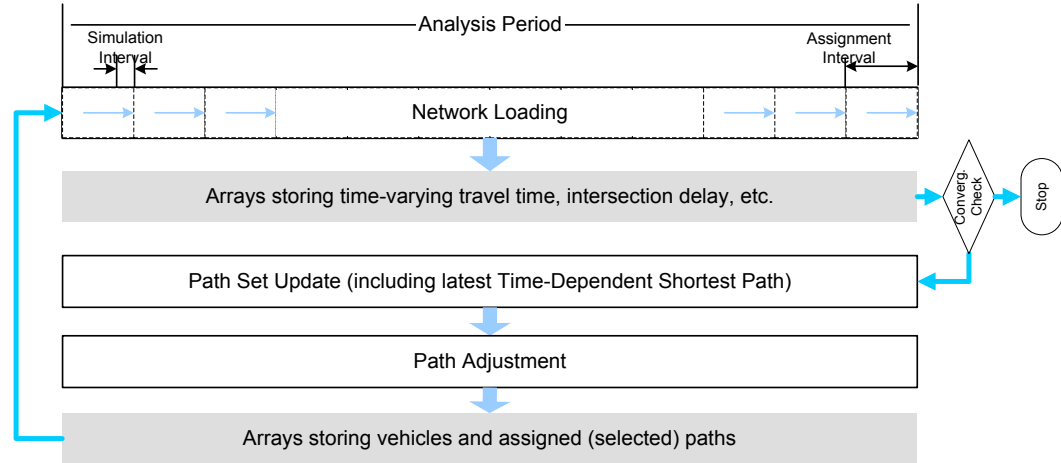 Analysis Period
Simulation
Interval
Assignment
Interval
Network Loading
Arrays storing time-varying travel time, intersection delay, etc.
Converg.
Check
Stop
Path Set Update (including latest Time-Dependent Shortest Path)
Path Adjustment
Arrays storing vehicles and assigned (selected) paths